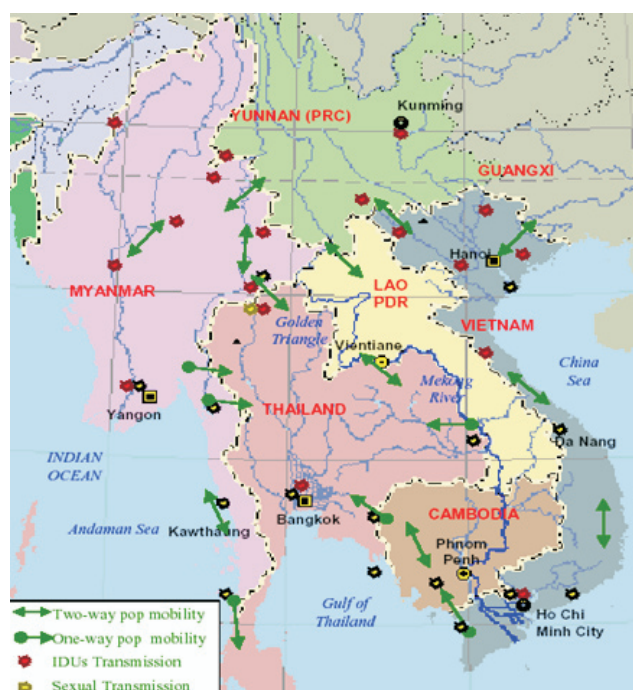 Kunming
YUNNAN (PRC)
GUANGXI
Hanoi
MYANMAR
LAO
PDR
Golden
Triangle
VIETNAM
Vientiane
China
Sea
Mekong
River
Yangon
THAILAND
Da Nang
INDIAN
OCEAN
Bangkok
CAMBODIA
Andaman Sea
Kawthaung
Phnom
Penh
Gulf of
Thailand
Ho Chi
Minh City
Two-way pop mobility
One-way pop mobility
IDUs Transmission
Sexual Transmission